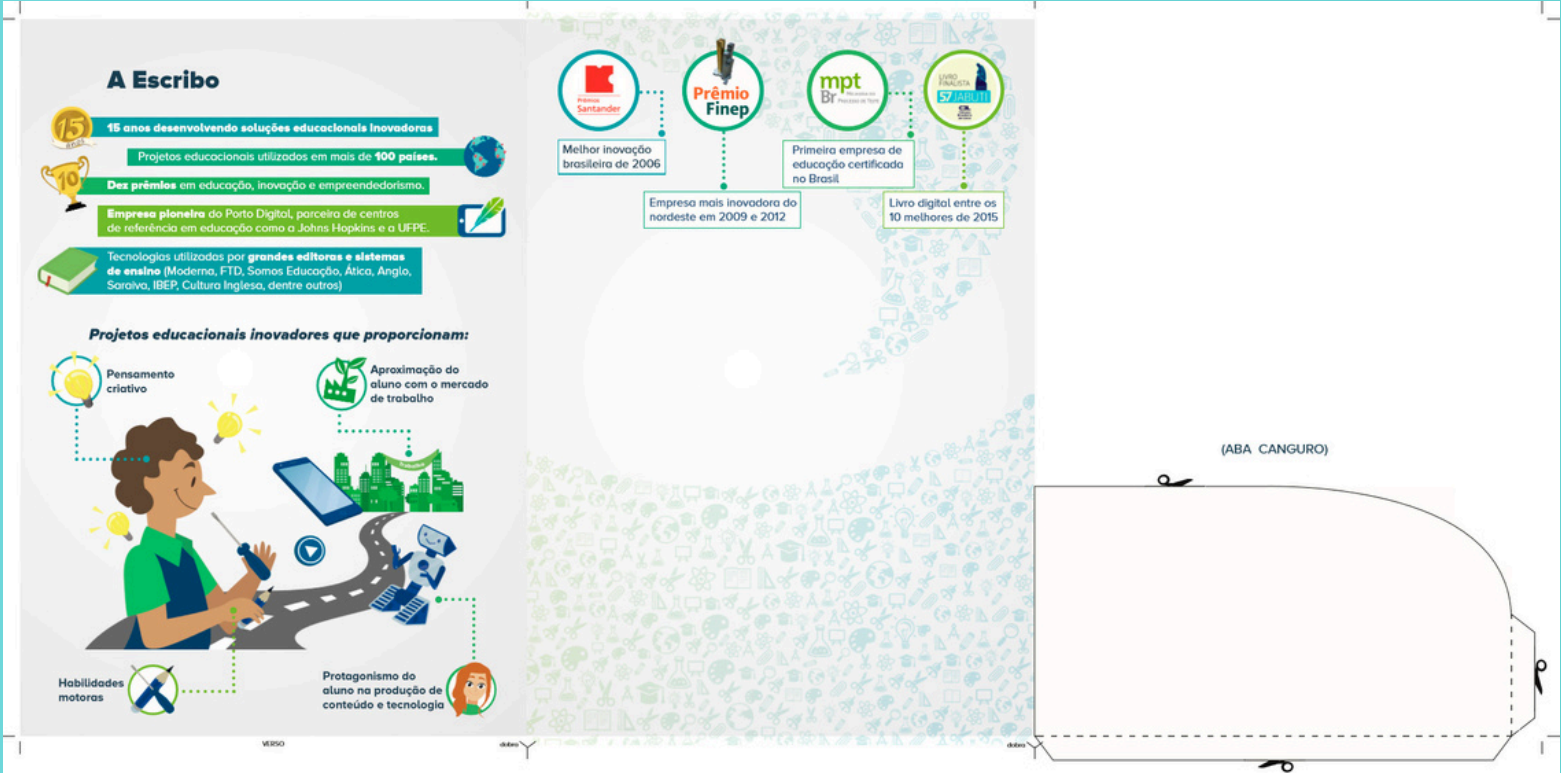 A Escribo
15
anos
15 anos desenvolvendo soluções educacionais inovadoras
Projetos educacionais utilizados em mais de 100 países.
10
Dez prêmios em educação, inovação e empreendedorismo.
Empresa pioneira do Porto Digital, parceira de centros
de referência em educação como a Johns Hopkins e a UFPE.
Tecnologias utilizadas por grandes editoras e sistemas
de ensino (Moderna, FTD, Somos Educação, Ática, Anglo,
Saraiva, IBEP, Cultura Inglesa, dentre outros)
Projetos educacionais inovadores que proporcionam:
Pensamento
criativo
Aproximação do
aluno com o mercado
de trabalho
Trabalho
Habilidades
motoras
Protagonismo do
aluno na produção de
conteúdo e tecnologia
VERSO
dobra
Prêmios
Santander
Melhor inovação
brasileira de 2006
Prêmio
Finep
Empresa mais inovadora do
nordeste em 2009 e 2012
mpt
Br
Primeira empresa de
educação certificada
no Brasil
LIVRO
FINALISTA
57 JABUTI
Livro digital entre os
10 melhores de 2015
dobra
(ABA CANGURO)